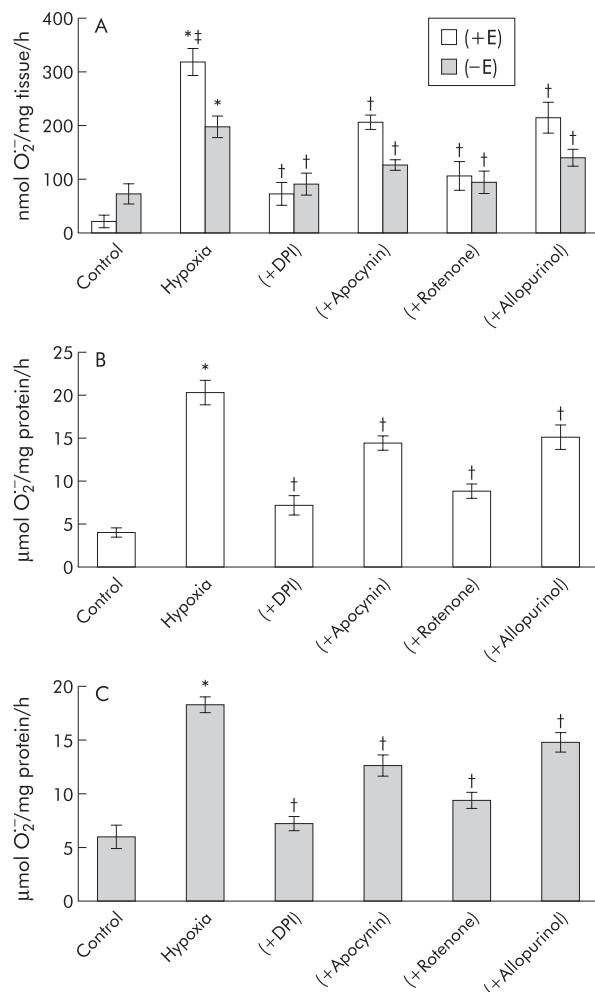 A
(+E)
(−E)
nmol O₂·⁻/mg tissue/h
400
300
200
100
0
*‡
*
†
†
†
†
†
†
†
†
Control
Hypoxia
(+DPI)
(+Apocynin)
(+Rotenone)
(+Allopurinol)
B
µmol O₂·⁻/mg protein/h
25
20
15
10
5
0
*
†
†
†
†
Control
Hypoxia
(+DPI)
(+Apocynin)
(+Rotenone)
(+Allopurinol)
C
µmol O₂·⁻/mg protein/h
20
15
10
5
0
*
†
†
†
†
Control
Hypoxia
(+DPI)
(+Apocynin)
(+Rotenone)
(+Allopurinol)